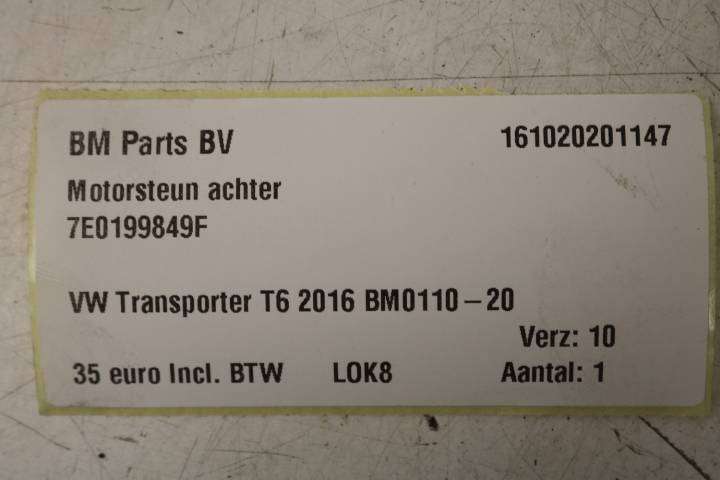 BM Parts BV 161020201147
Motorsteun achter
7E0199849F
VW Transporter T6 2016 BM0110-20
Verz: 10
35 euro Incl. BTW LOK8 Aantal: 1